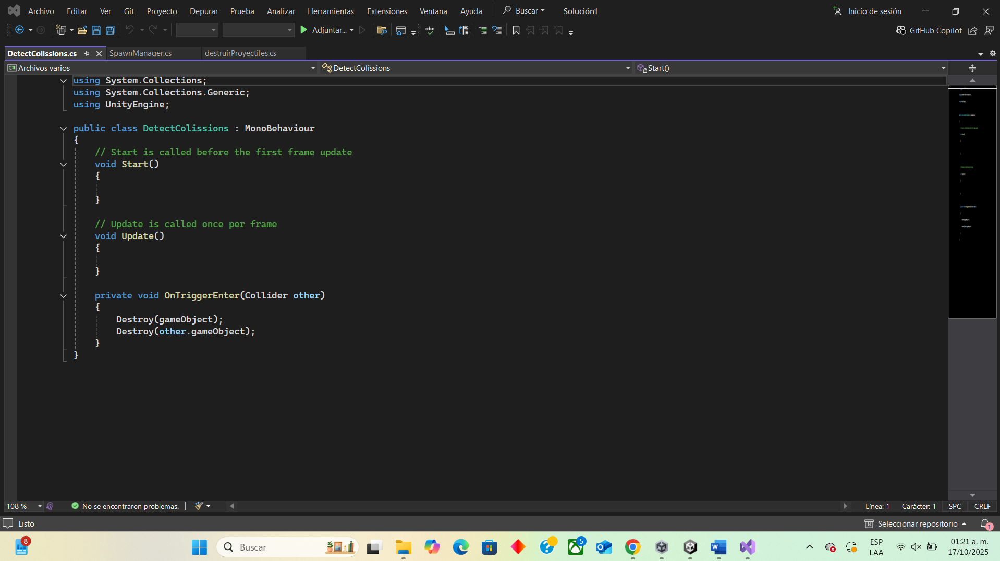 Archivo Editar Ver Git Proyecto Depurar Prueba Analizar Herramientas Extensiones Ventana Ayuda Buscar Solución1 Inicio de sesión
Adjuntar... abc GitHub Copilot
DetectColissions.cs SpawnManager.cs destruirProyectiles.cs
C# Archivos varios DetectColissions Start()
using System.Collections;
using System.Collections.Generic;
using UnityEngine;
public class DetectColissions : MonoBehaviour
{
// Start is called before the first frame update
void Start()
{
}
// Update is called once per frame
void Update()
{
}
private void OnTriggerEnter(Collider other)
{
Destroy(gameObject);
Destroy(other.gameObject);
}
}
108 % No se encontraron problemas. Línea: 1 Carácter: 1 SPC CRLF
Listo Seleccionar repositorio 1
8 Buscar 5 ESP 01:21 a. m.
LAA 17/10/2025